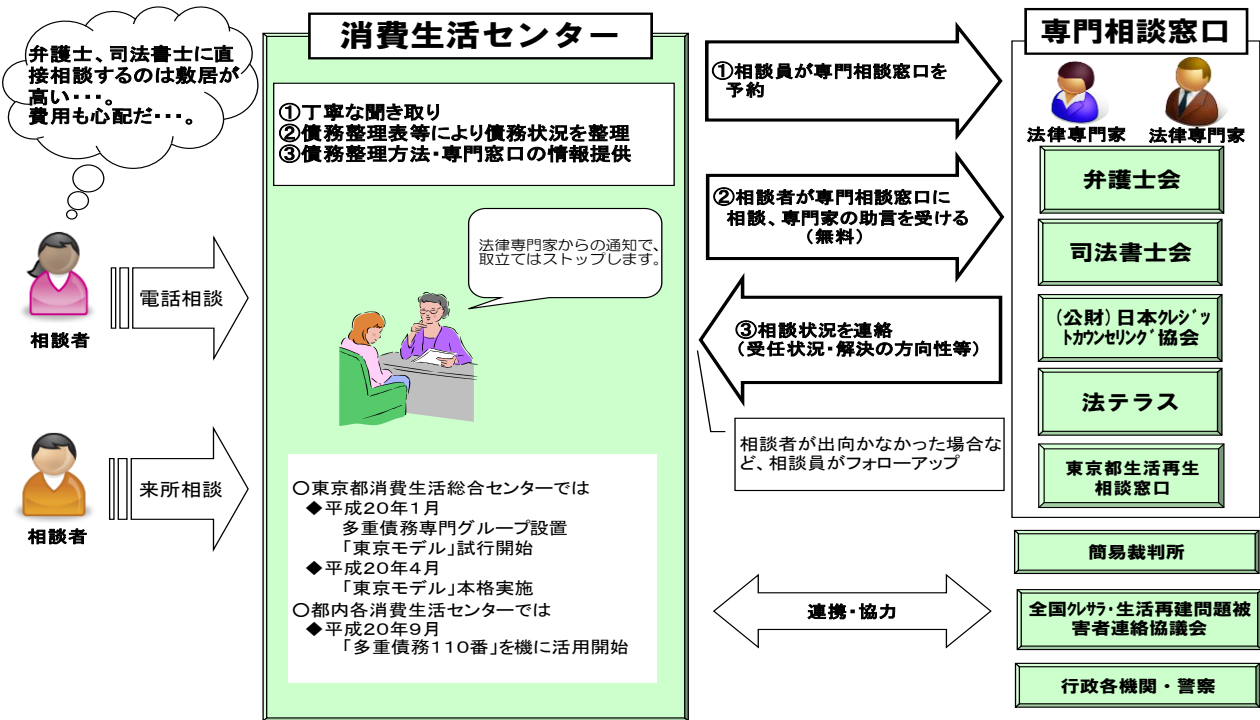 弁護士、司法書士に直
接相談するのは敷居が
高い・・・。
費用も心配だ・・・。
相談者
電話相談
相談者
来所相談
消費生活センター
①丁寧な聞き取り
②債務整理表等により債務状況を整理
③債務整理方法・専門窓口の情報提供
法律専門家からの通知で、
取立てはストップします。
○東京都消費生活総合センターでは
◆平成20年1月
多重債務専門グループ設置
「東京モデル」試行開始
◆平成20年4月
「東京モデル」本格実施
○都内各消費生活センターでは
◆平成20年9月
「多重債務110番」を機に活用開始
①相談員が専門相談窓口を
予約
②相談者が専門相談窓口に
相談、専門家の助言を受ける
(無料)
③相談状況を連絡
(受任状況・解決の方向性等)
相談者が出向かなかった場合な
ど、相談員がフォローアップ
連携・協力
専門相談窓口
法律専門家 法律専門家
弁護士会
司法書士会
(公財)日本ｸﾚｼﾞｯ
ﾄｶｳﾝｾﾘﾝｸﾞ協会
法テラス
東京都生活再生
相談窓口
簡易裁判所
全国ｸﾚｻﾗ・生活再建問題被
害者連絡協議会
行政各機関・警察